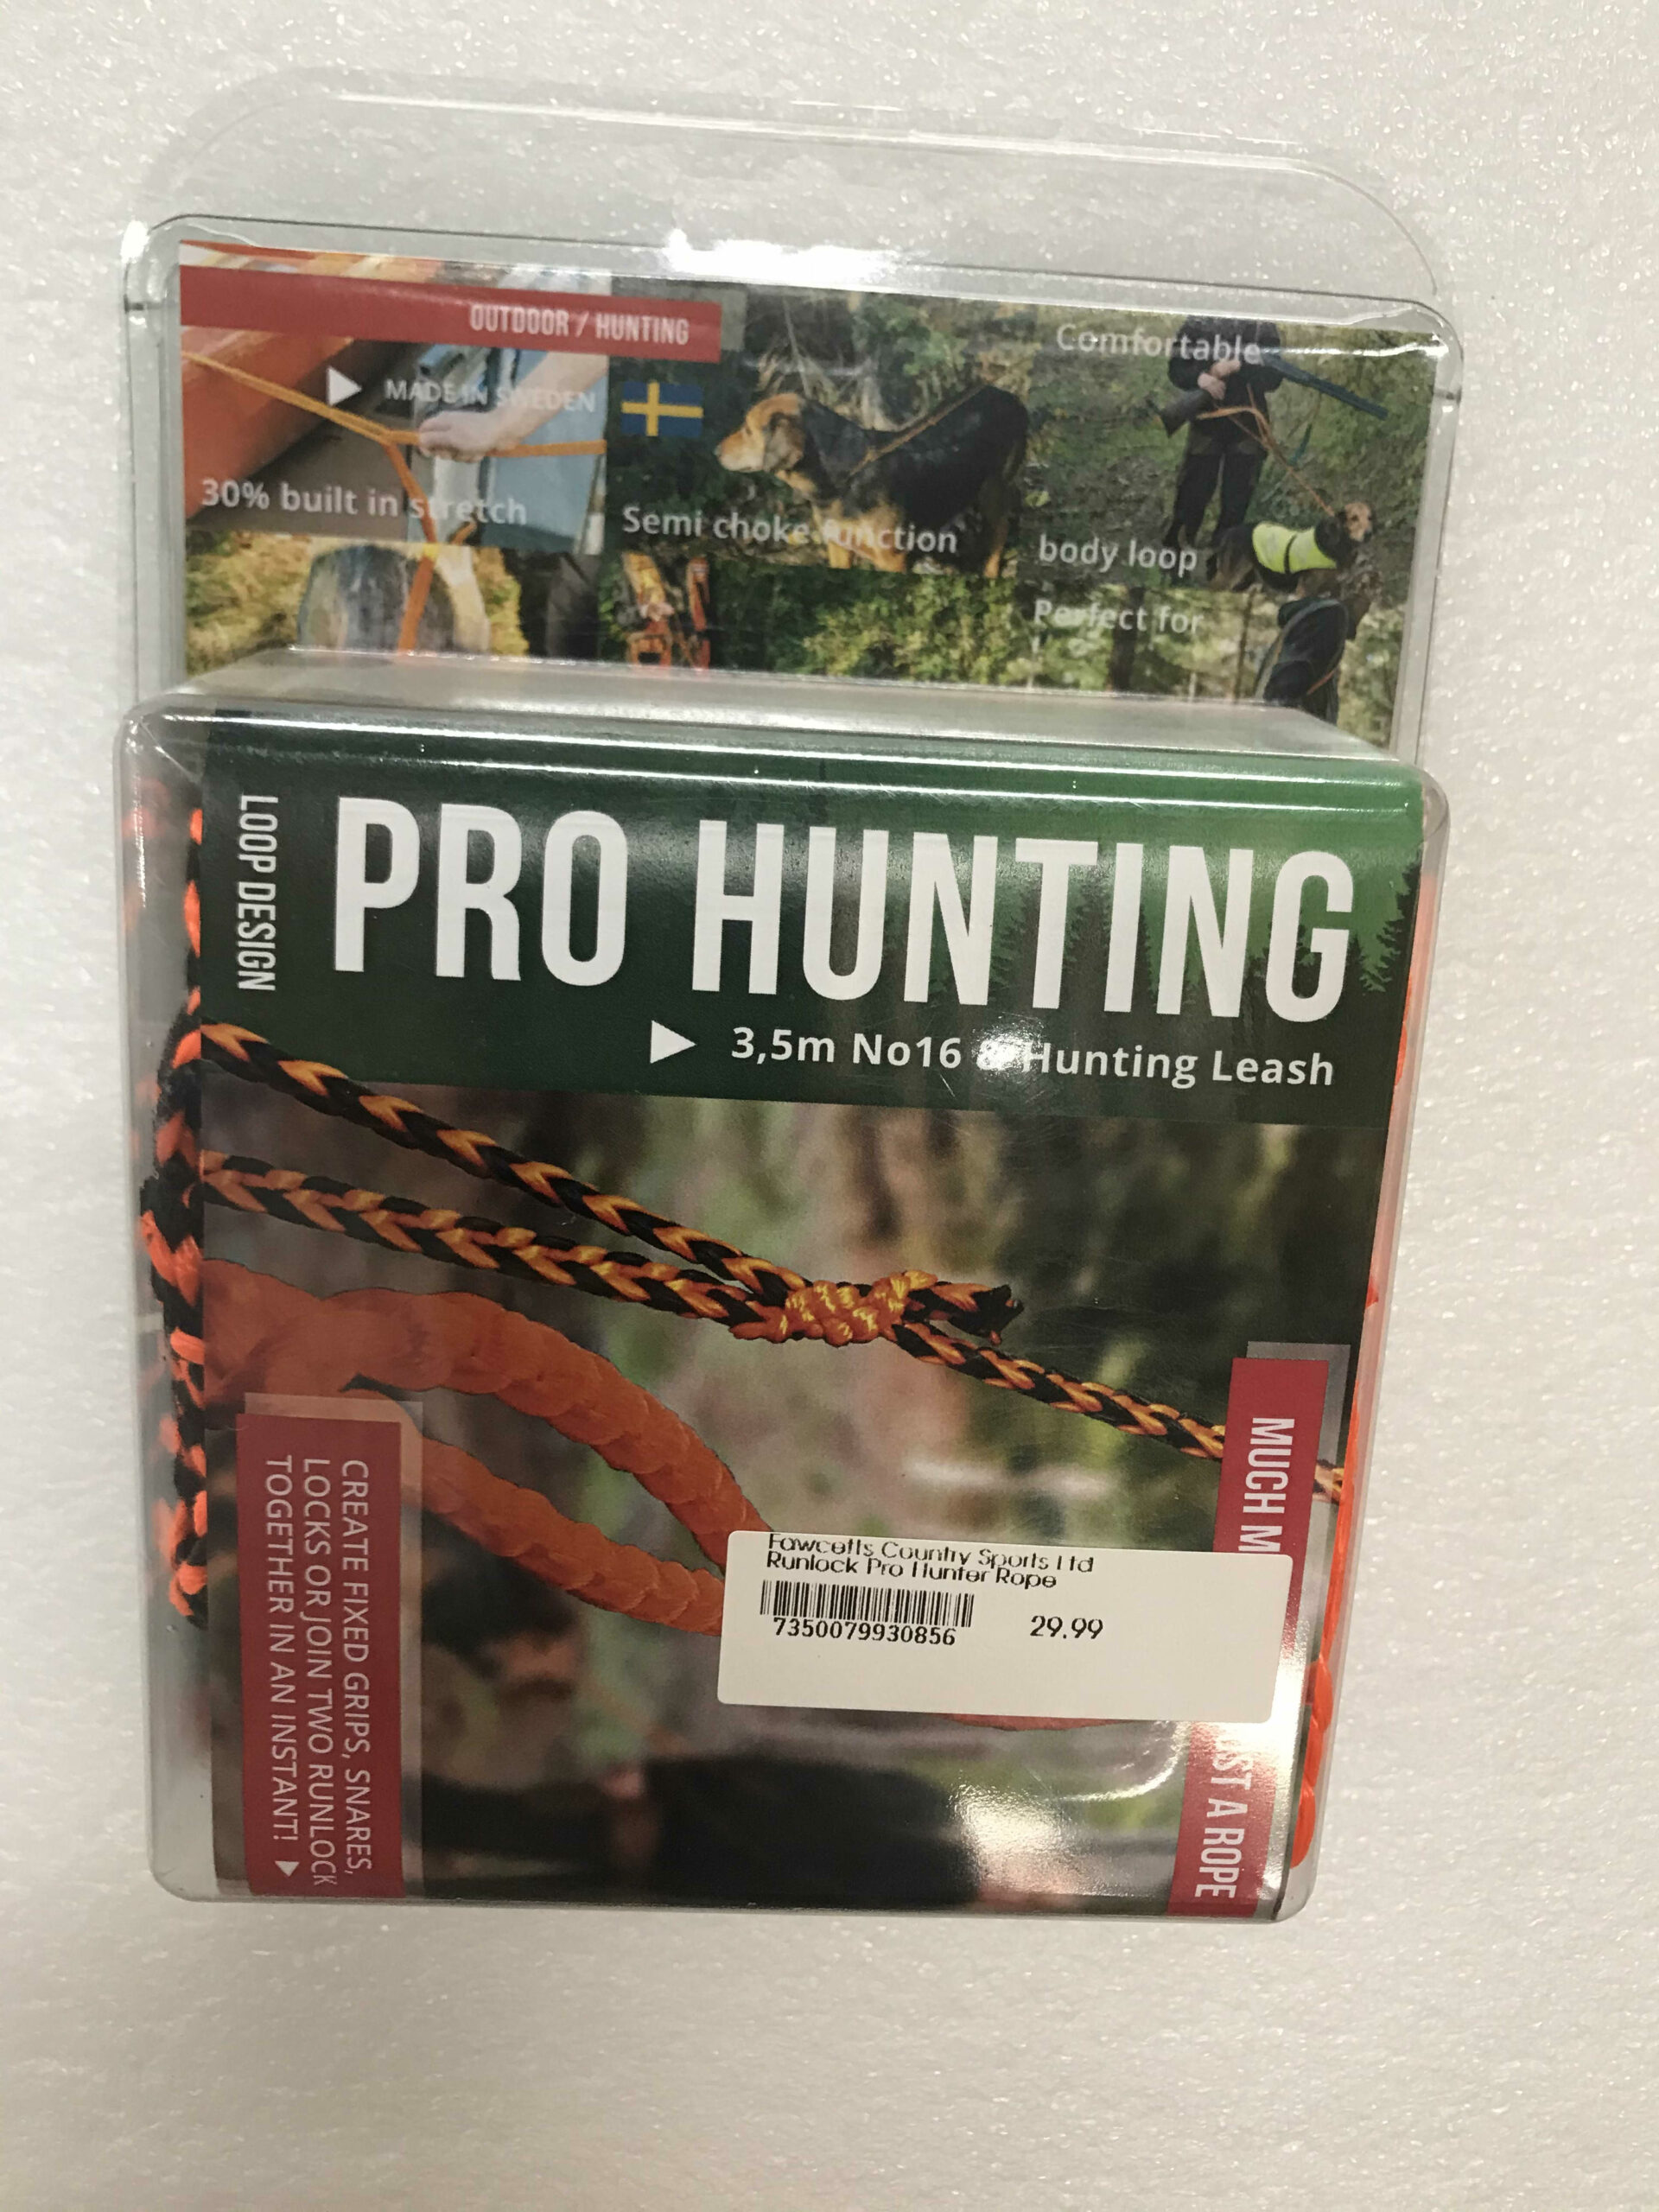 OUTDOOR / HUNTING
MADE IN SWEDEN
30% built in stretch
Semi choke function
Comfortable
body loop
Perfect for
LOOP DESIGN
PRO HUNTING
3,5m No16 & Hunting Leash
CREATE FIXED GRIPS, SNARES,
LOCKS OR JOIN TWO RUNLOCK
TOGETHER IN AN INSTANT!
MUCH
A ROPE
Fawcetts Country Sports Ltd
Runlock Pro Hunter Rope
7350079930856
29.99